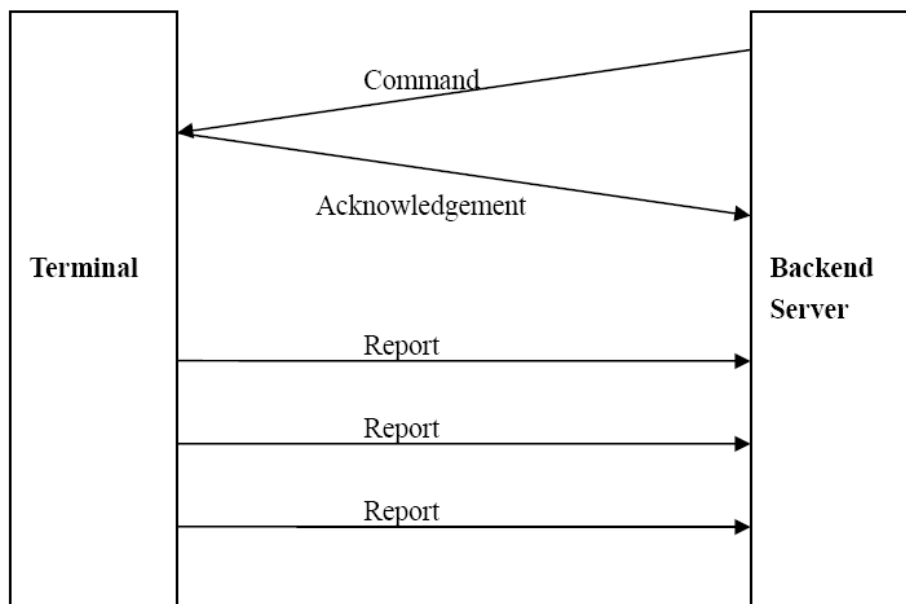 Command
Acknowledgement
Terminal
Backend
Server
Report
Report
Report